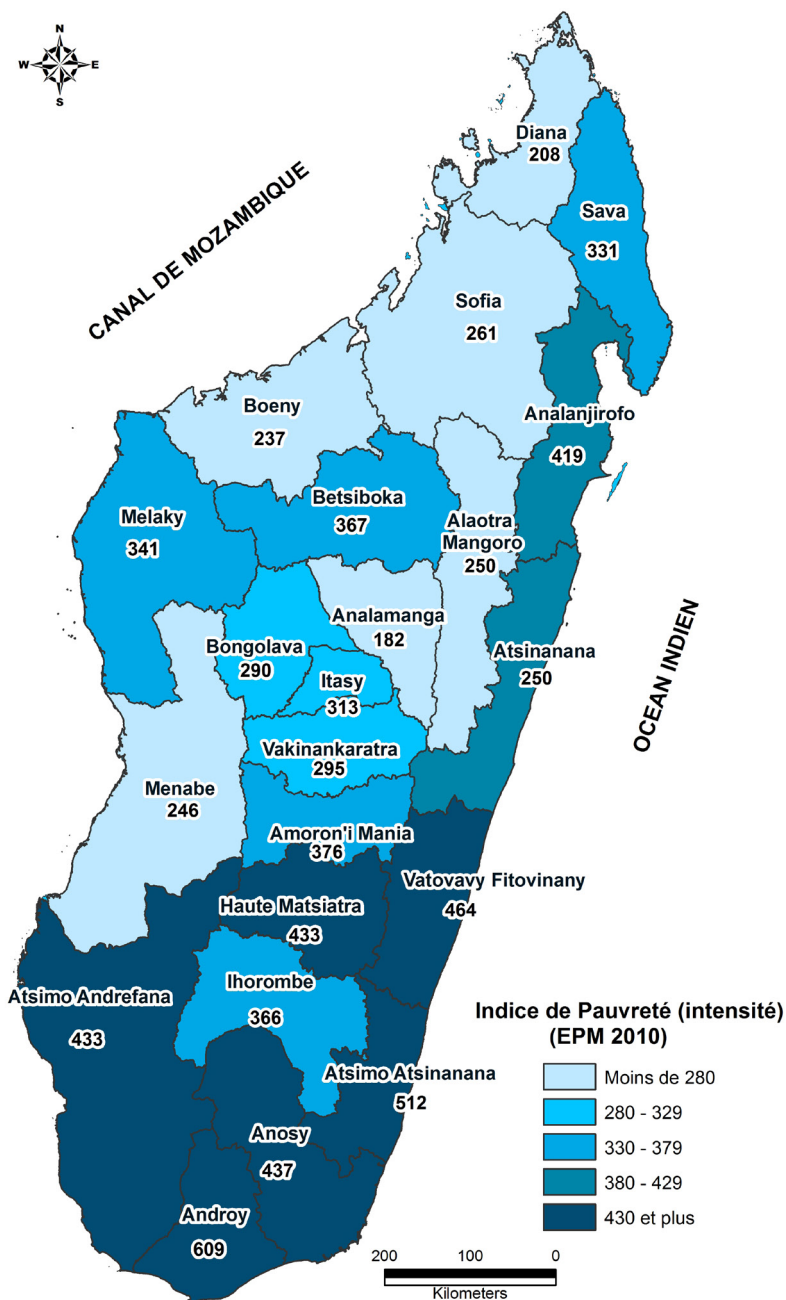 N
W E
S
CANAL DE MOZAMBIQUE
Diana
208
Sava
331
Sofia
261
Boeny
237
Analanjirofo
419
Betsiboka
367
Melaky
341
Alaotra
Mangoro
250
Analamanga
182
Bongolava
290
Atsinanana
250
OCEAN INDIEN
Itasy
313
Vakinankaratra
295
Menabe
246
Amoron'i Mania
376
Vatovavy Fitovinany
464
Haute Matsiatra
433
Ihorombe
366
Atsimo Andrefana
433
Atsimo Atsinanana
512
Anosy
437
Androy
609
Indice de Pauvreté (intensité)
(EPM 2010)
Moins de 280
280 - 329
330 - 379
380 - 429
430 et plus
200 100 0
Kilometers